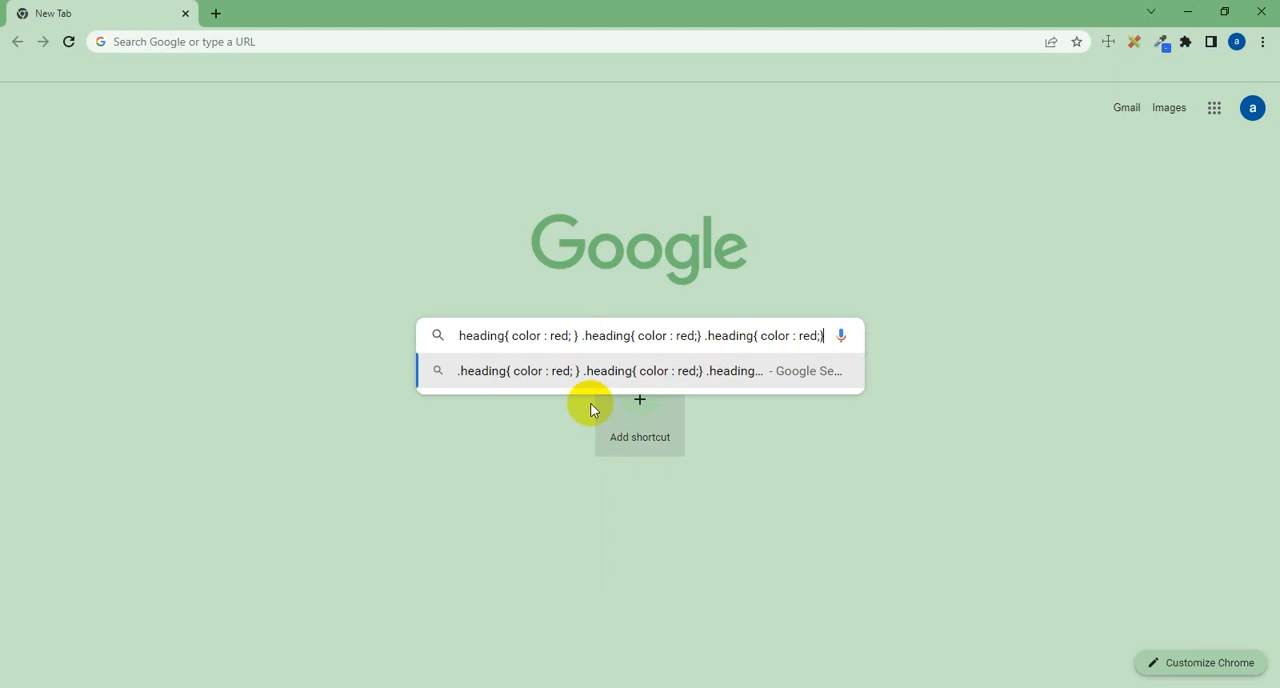 New Tab
Search Google or type a URL
a
Gmail Images
a
Google
heading{ color : red; } .heading{ color : red;} .heading{ color : red;}
.heading{ color : red; } .heading{ color : red;} .heading... - Google Se...
Add shortcut
Customize Chrome